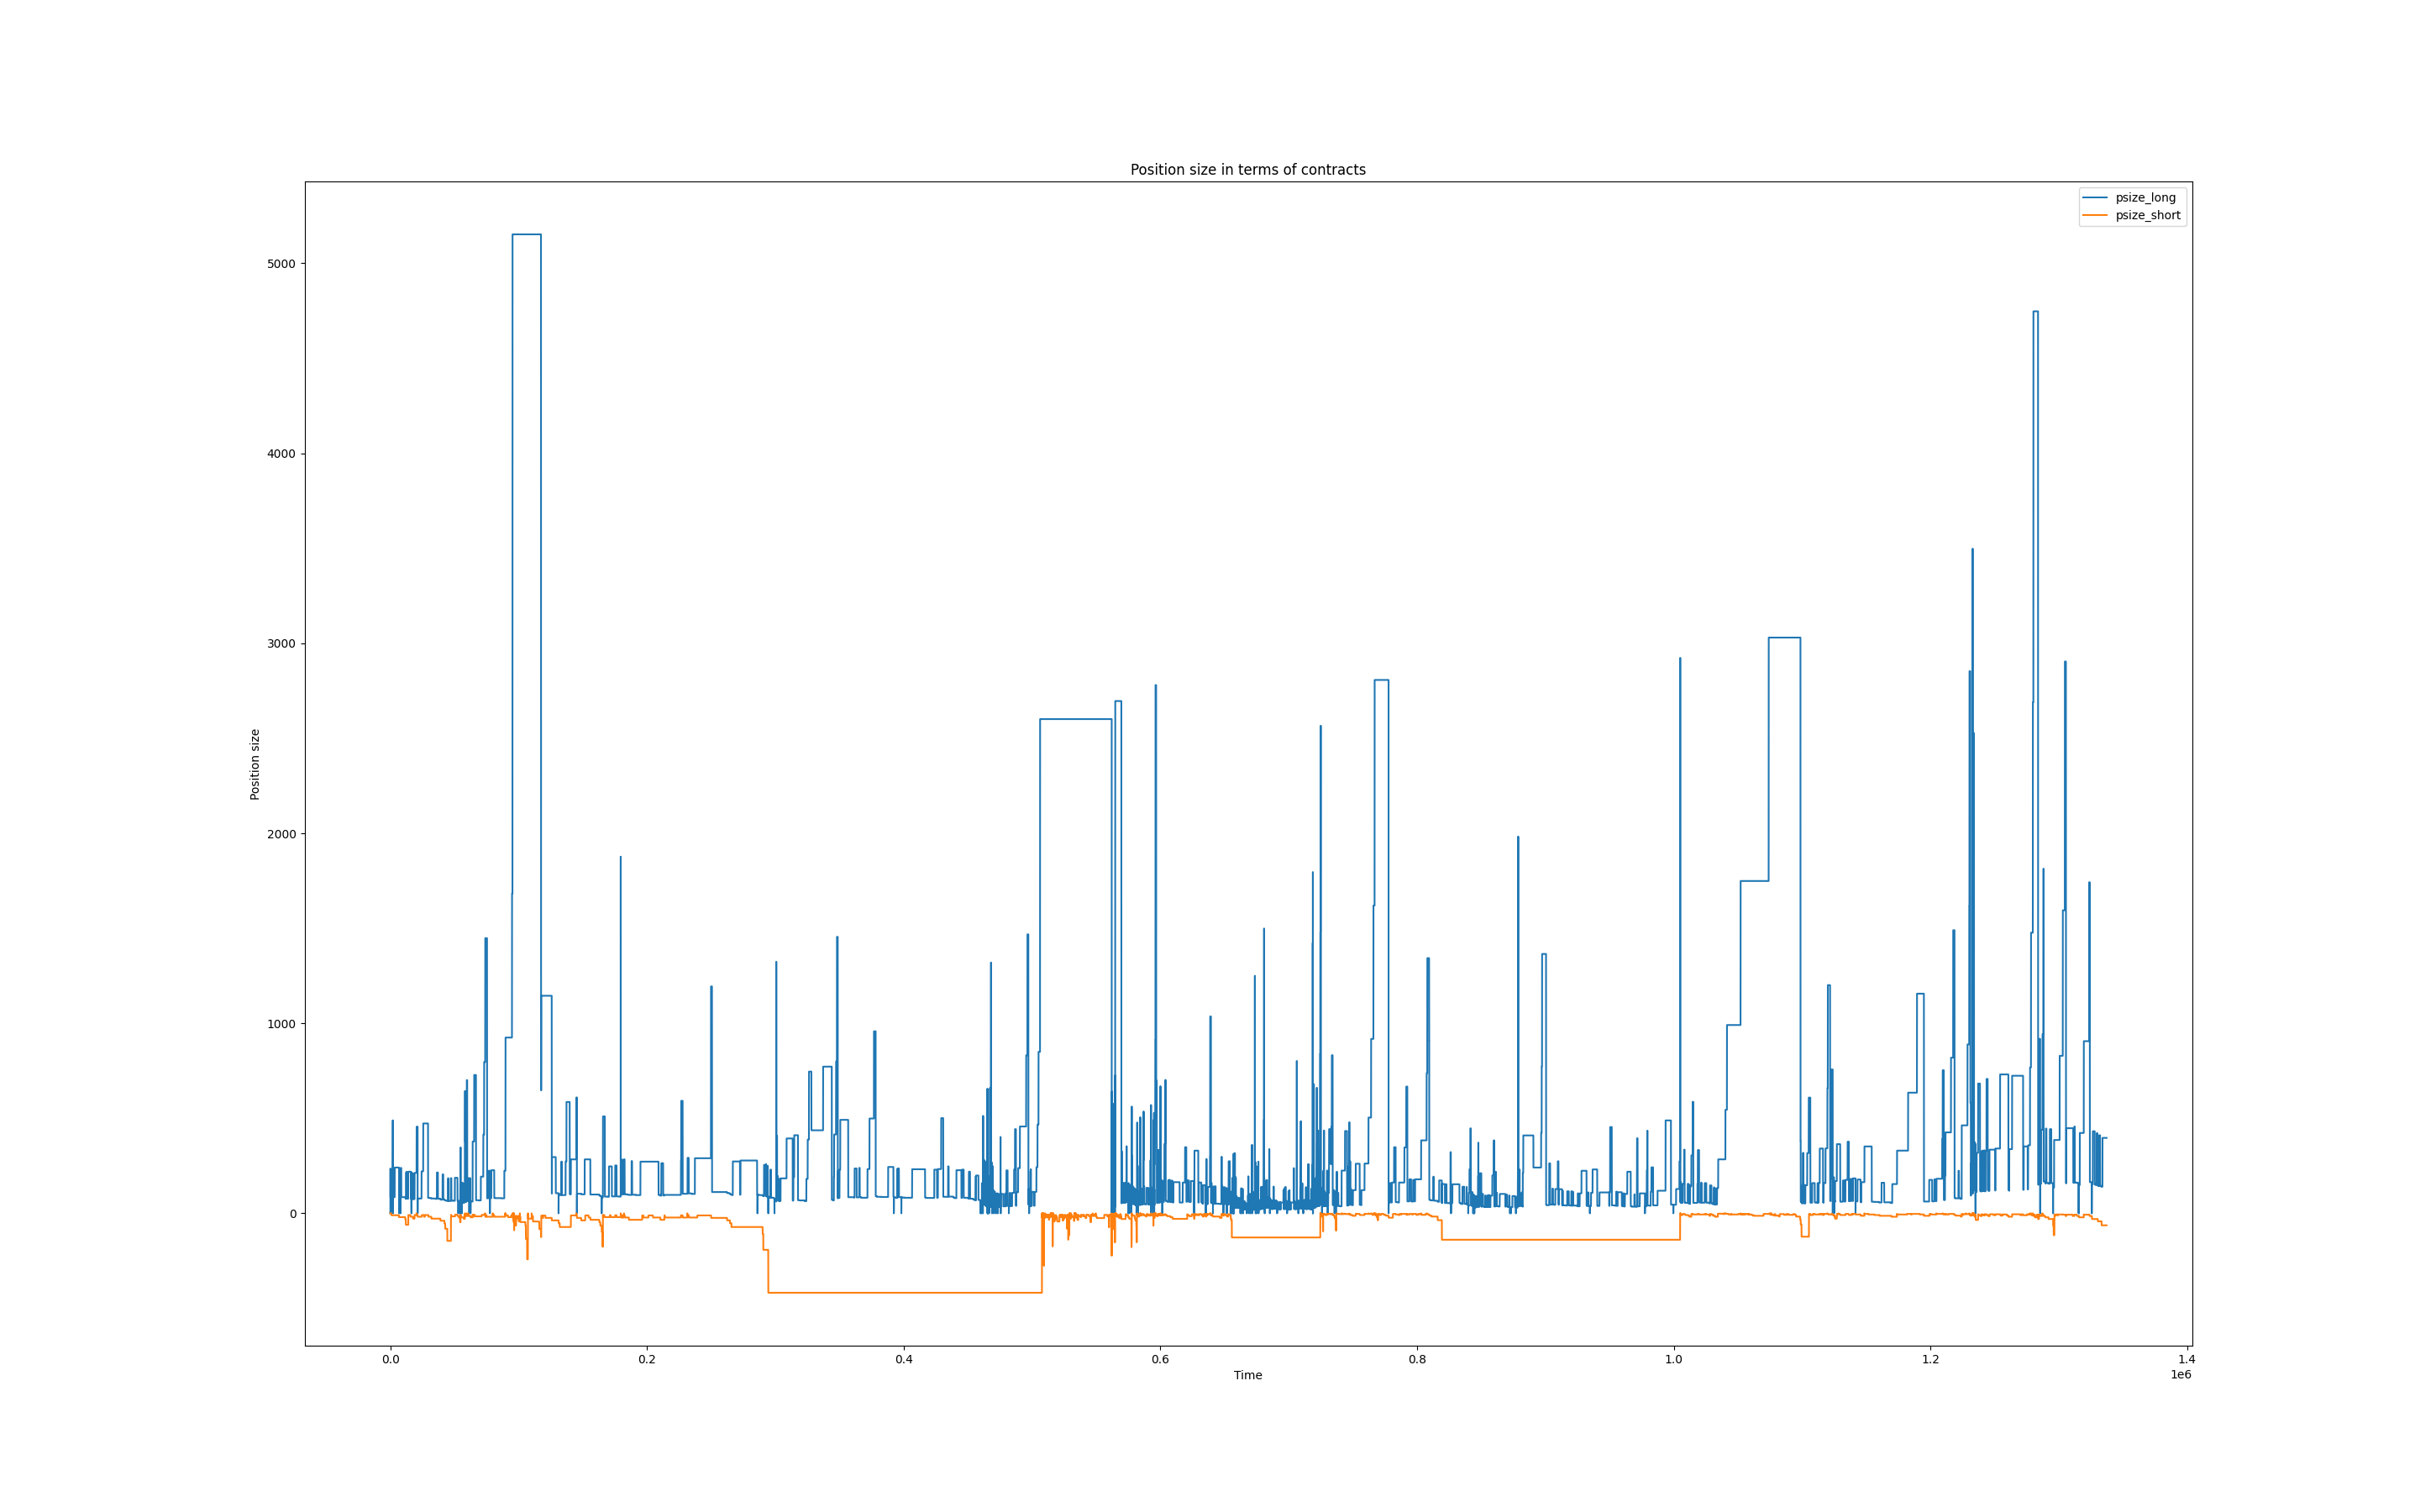 Position size in terms of contracts
psize_long
psize_short
Position size
5000
4000
3000
2000
1000
0
0.0 0.2 0.4 0.6 0.8 1.0 1.2 1.4
1e6
Time